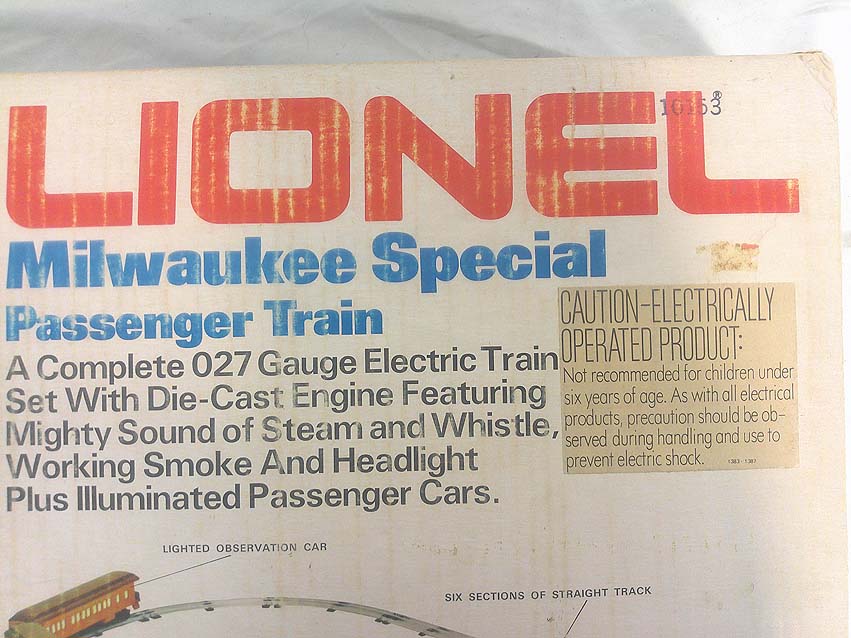 LIONEL®
Milwaukee Special
Passenger Train
A Complete 027 Gauge Electric Train
Set With Die-Cast Engine Featuring
Mighty Sound of Steam and Whistle,
Working Smoke And Headlight
Plus Illuminated Passenger Cars.
CAUTION-ELECTRICALLY
OPERATED PRODUCT:
Not recommended for children under
six years of age. As with all electrical
products, precaution should be ob-
served during handling and use to
prevent electric shock.
1383-1387
LIGHTED OBSERVATION CAR
SIX SECTIONS OF STRAIGHT TRACK